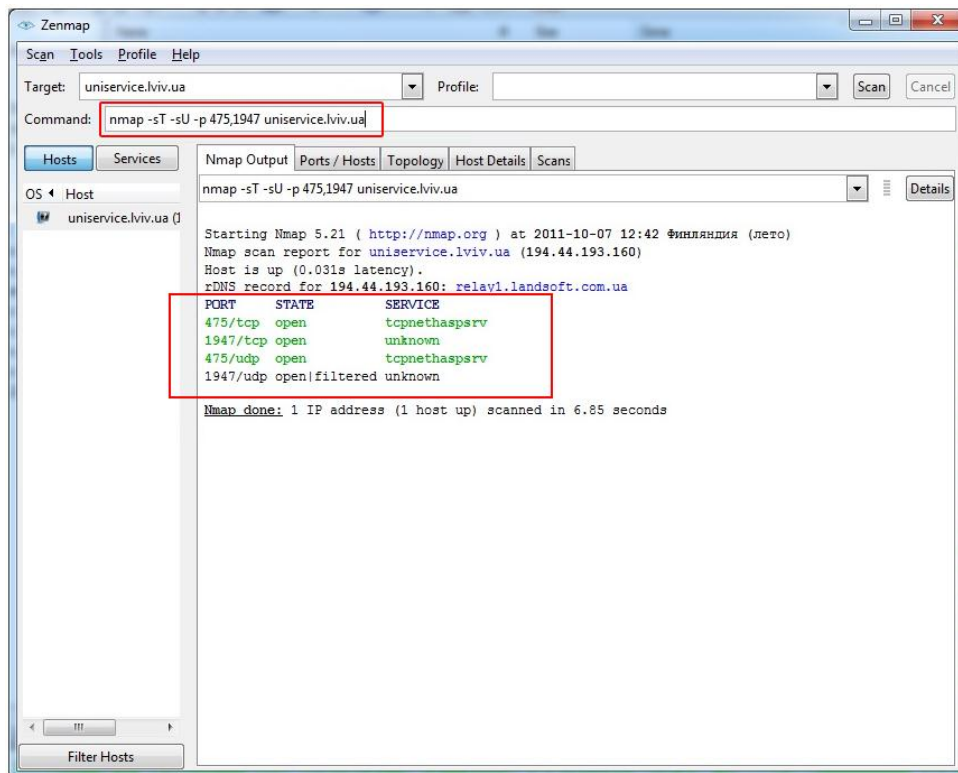 Zenmap
Scan Tools Profile Help
Target: uniservice.lviv.ua Profile: Scan Cancel
Command: nmap -sT -sU -p 475,1947 uniservice.lviv.ua
Hosts Services Nmap Output Ports / Hosts Topology Host Details Scans
OS Host nmap -sT -sU -p 475,1947 uniservice.lviv.ua Details
uniservice.lviv.ua (1
Starting Nmap 5.21 ( http://nmap.org ) at 2011-10-07 12:42 Финляндия (лето)
Nmap scan report for uniservice.lviv.ua (194.44.193.160)
Host is up (0.031s latency).
rDNS record for 194.44.193.160: relay1.landsoft.com.ua
PORT STATE SERVICE
475/tcp open tcpnethaspsrv
1947/tcp open unknown
475/udp open tcpnethaspsrv
1947/udp open|filtered unknown
Nmap done: 1 IP address (1 host up) scanned in 6.85 seconds
Filter Hosts